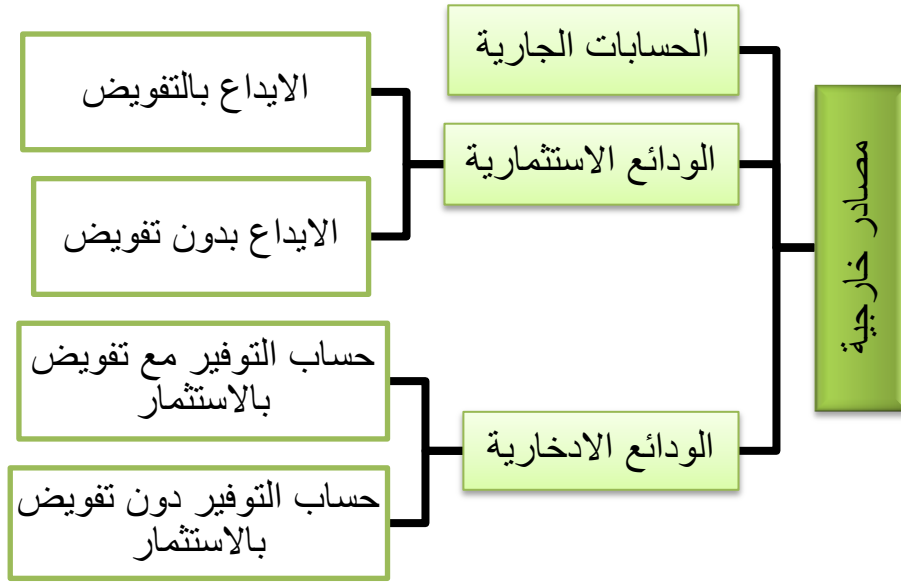 مصادر خارجية
الحسابات الجارية
الودائع الاستثمارية
الايداع بالتفويض
الايداع بدون تفويض
الودائع الادخارية
حساب التوفير مع تفويض
بالاستثمار
حساب التوفير دون تفويض
بالاستثمار